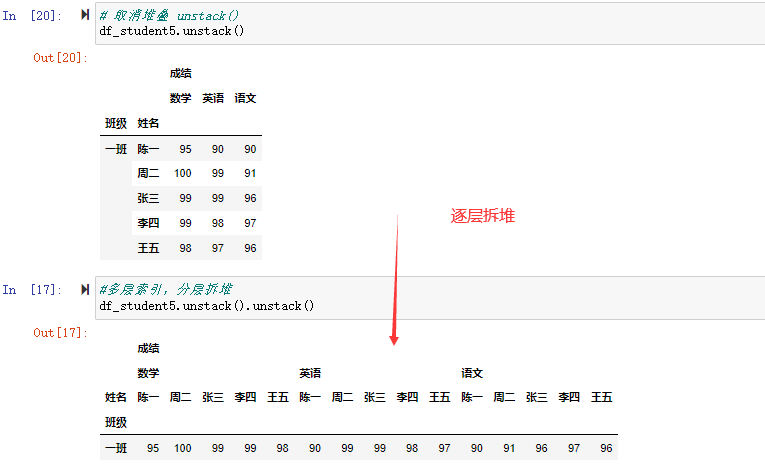 In [20]:
# 取消堆叠 unstack()
df_student5.unstack()
Out[20]:
成绩
数学 英语 语文
班级 姓名
一班 陈一 95 90 90
周二 100 99 91
张三 99 99 96
李四 99 98 97
王五 98 97 96
逐层拆堆
In [17]:
#多层索引，分层拆堆
df_student5.unstack().unstack()
Out[17]:
成绩
数学 英语 语文
姓名 陈一 周二 张三 李四 王五 陈一 周二 张三 李四 王五 陈一 周二 张三 李四 王五
班级
一班 95 100 99 99 98 90 99 99 98 97 90 91 96 97 96